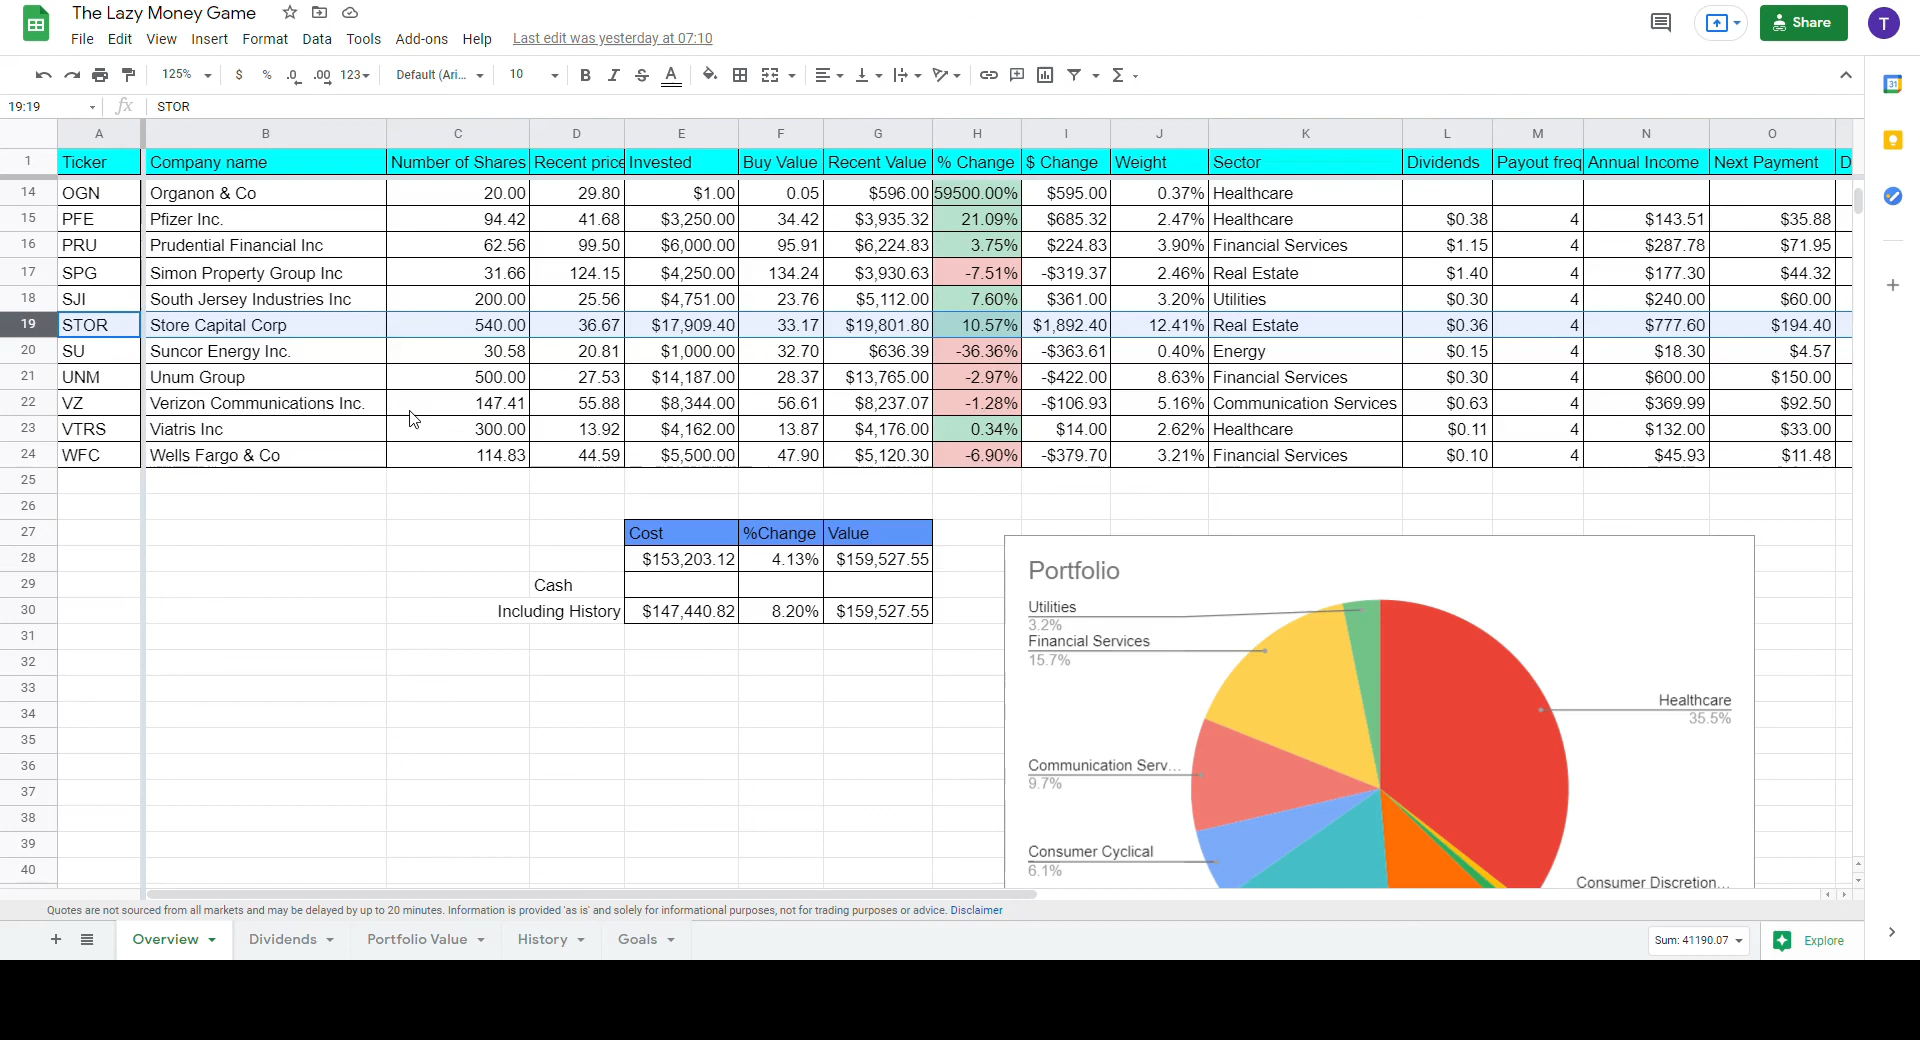 The Lazy Money Game
File Edit View Insert Format Data Tools Add-ons Help Last edit was yesterday at 07:10
Share
T
125% $ % .0 .00 123 Default (Ari... 10 B I S A Σ
31
19:19 fx STOR
A B C D E F G H I J K L M N O
1 Ticker Company name Number of Shares Recent price Invested Buy Value Recent Value % Change $ Change Weight Sector Dividends Payout freq Annual Income Next Payment D
14 OGN Organon & Co 20.00 29.80 $1.00 0.05 $596.00 59500.00% $595.00 0.37% Healthcare
15 PFE Pfizer Inc. 94.42 41.68 $3,250.00 34.42 $3,935.32 21.09% $685.32 2.47% Healthcare $0.38 4 $143.51 $35.88
16 PRU Prudential Financial Inc 62.56 99.50 $6,000.00 95.91 $6,224.83 3.75% $224.83 3.90% Financial Services $1.15 4 $287.78 $71.95
17 SPG Simon Property Group Inc 31.66 124.15 $4,250.00 134.24 $3,930.63 -7.51% -$319.37 2.46% Real Estate $1.40 4 $177.30 $44.32
18 SJI South Jersey Industries Inc 200.00 25.56 $4,751.00 23.76 $5,112.00 7.60% $361.00 3.20% Utilities $0.30 4 $240.00 $60.00
19 STOR Store Capital Corp 540.00 36.67 $17,909.40 33.17 $19,801.80 10.57% $1,892.40 12.41% Real Estate $0.36 4 $777.60 $194.40
20 SU Suncor Energy Inc. 30.58 20.81 $1,000.00 32.70 $636.39 -36.36% -$363.61 0.40% Energy $0.15 4 $18.30 $4.57
21 UNM Unum Group 500.00 27.53 $14,187.00 28.37 $13,765.00 -2.97% -$422.00 8.63% Financial Services $0.30 4 $600.00 $150.00
22 VZ Verizon Communications Inc. 147.41 55.88 $8,344.00 56.61 $8,237.07 -1.28% -$106.93 5.16% Communication Services $0.63 4 $369.99 $92.50
23 VTRS Viatris Inc 300.00 13.92 $4,162.00 13.87 $4,176.00 0.34% $14.00 2.62% Healthcare $0.11 4 $132.00 $33.00
24 WFC Wells Fargo & Co 114.83 44.59 $5,500.00 47.90 $5,120.30 -6.90% -$379.70 3.21% Financial Services $0.10 4 $45.93 $11.48
25
26
27 Cost %Change Value
28 $153,203.12 4.13% $159,527.55
29 Cash
30 Including History $147,440.82 8.20% $159,527.55
31
32
33
34
35
36
37
38
39
40
Portfolio
Utilities
3.2%
Financial Services
15.7%
Healthcare
35.5%
Communication Serv...
9.7%
Consumer Cyclical
6.1%
Consumer Discretion...
Quotes are not sourced from all markets and may be delayed by up to 20 minutes. Information is provided 'as is' and solely for informational purposes, not for trading purposes or advice. Disclaimer
+ Overview Dividends Portfolio Value History Goals Sum: 41190.07 Explore